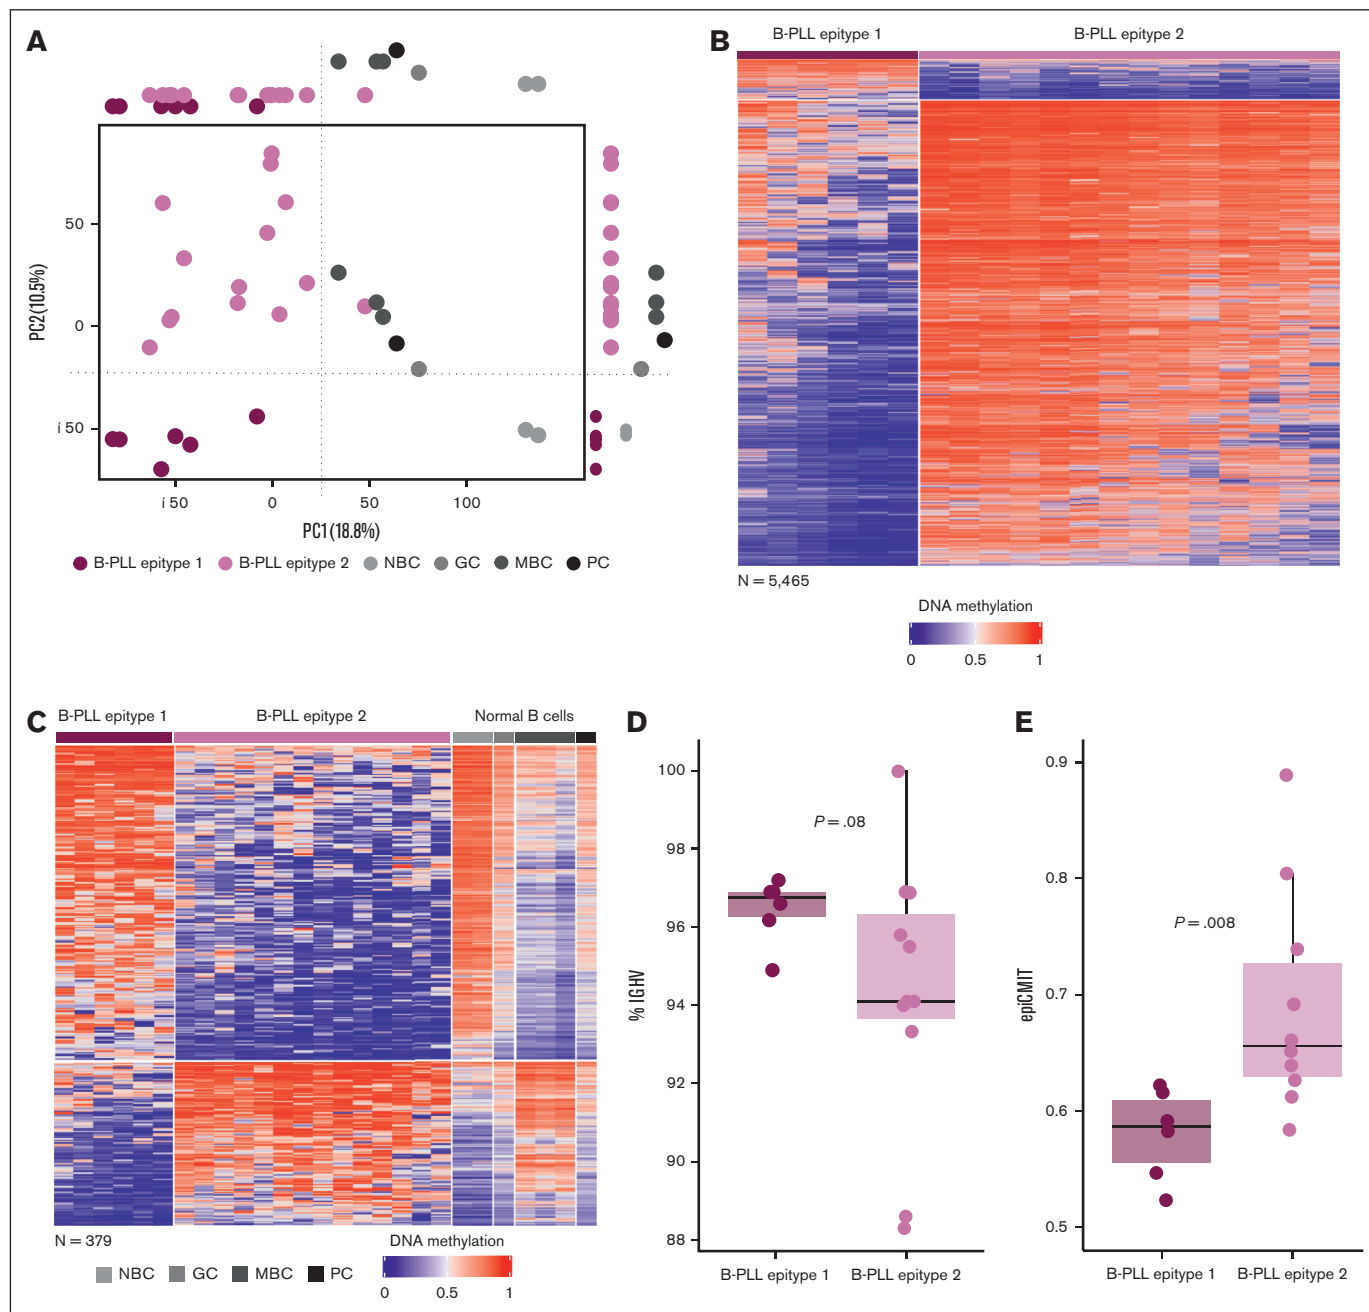 A
50
0
i 50
PC2 (10.5%)
i 50
0
50
100
PC1 (18.8%)
B-PLL epitype 1
B-PLL epitype 2
NBC
GC
MBC
PC
B
B-PLL epitype 1
B-PLL epitype 2
N = 5,465
DNA methylation
0
0.5
1
C
B-PLL epitype 1
B-PLL epitype 2
Normal B cells
N = 379
NBC
GC
MBC
PC
DNA methylation
0
0.5
1
D
100
98
96
94
92
90
88
% IGHV
P = .08
B-PLL epitype 1
B-PLL epitype 2
E
0.9
0.8
0.7
0.6
0.5
epiCMIT
P = .008
B-PLL epitype 1
B-PLL epitype 2